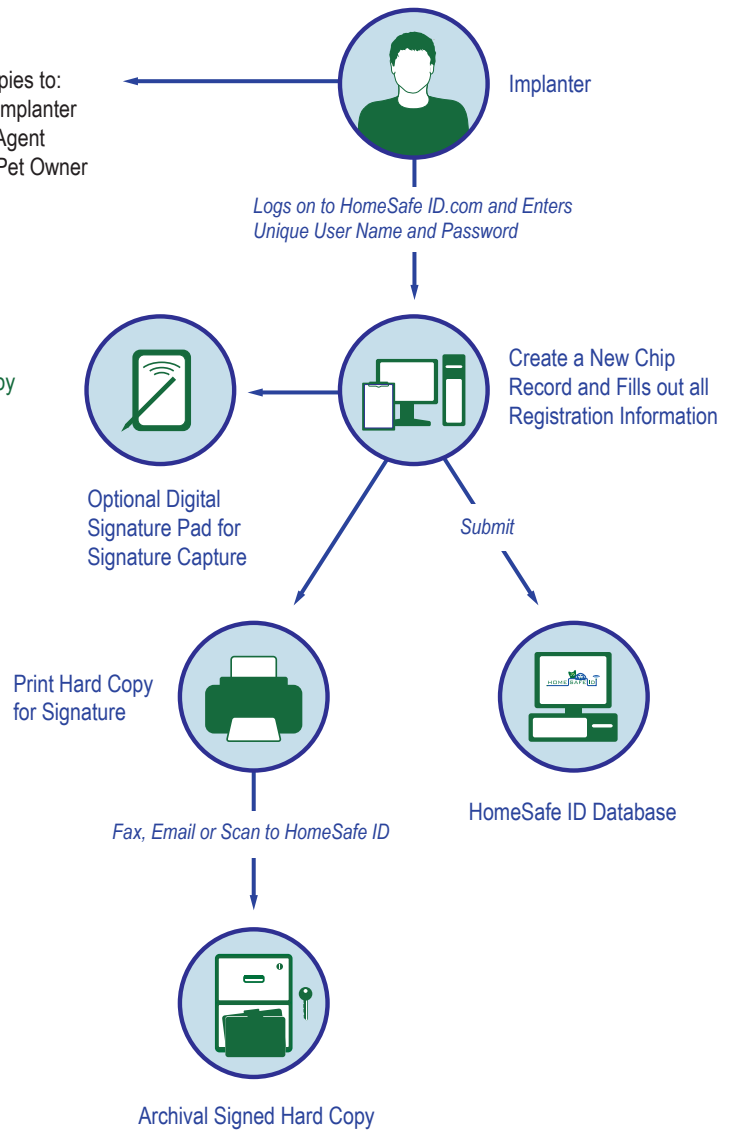 Implanter
pies to:
mplanter
Agent
Pet Owner
Logs on to HomeSafe ID.com and Enters
Unique User Name and Password
py
Create a New Chip
Record and Fills out all
Registration Information
Optional Digital
Signature Pad for
Signature Capture
Submit
Print Hard Copy
for Signature
HOME SAFE ID
HomeSafe ID Database
Fax, Email or Scan to HomeSafe ID
Archival Signed Hard Copy